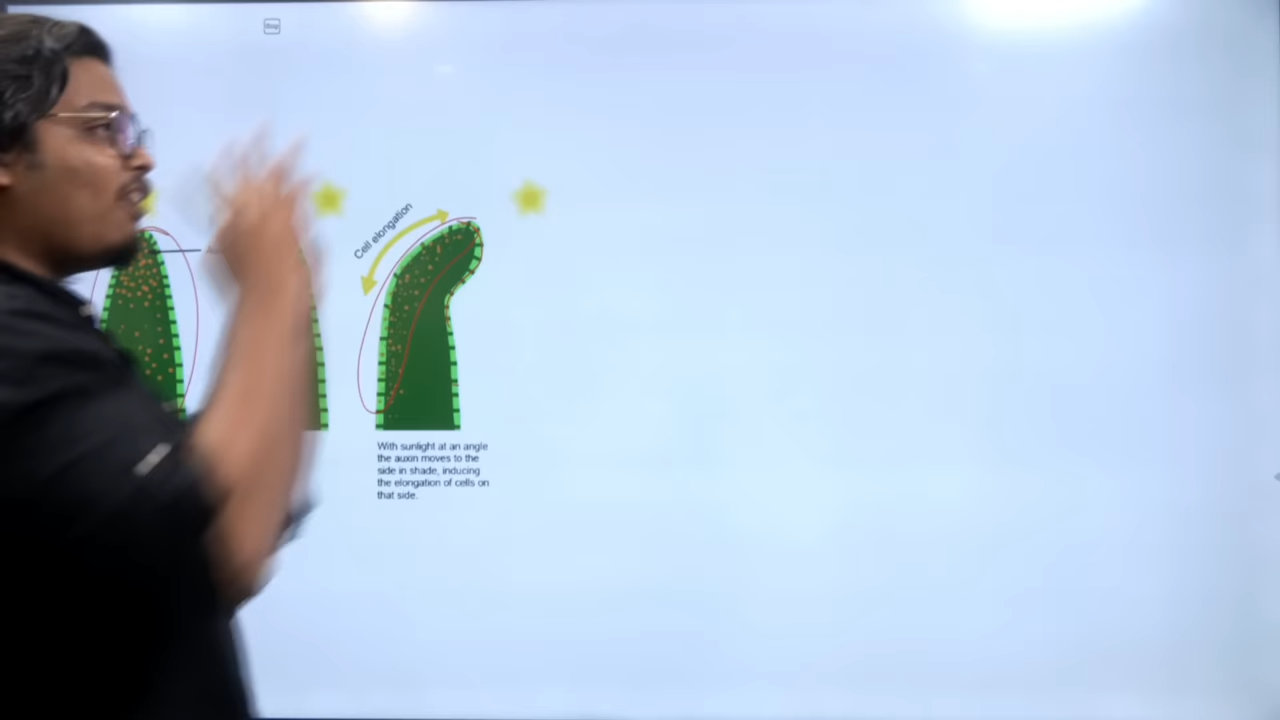 Cell elongation
With sunlight at an angle
the auxin moves to the
side in shade, inducing
the elongation of cells on
that side.